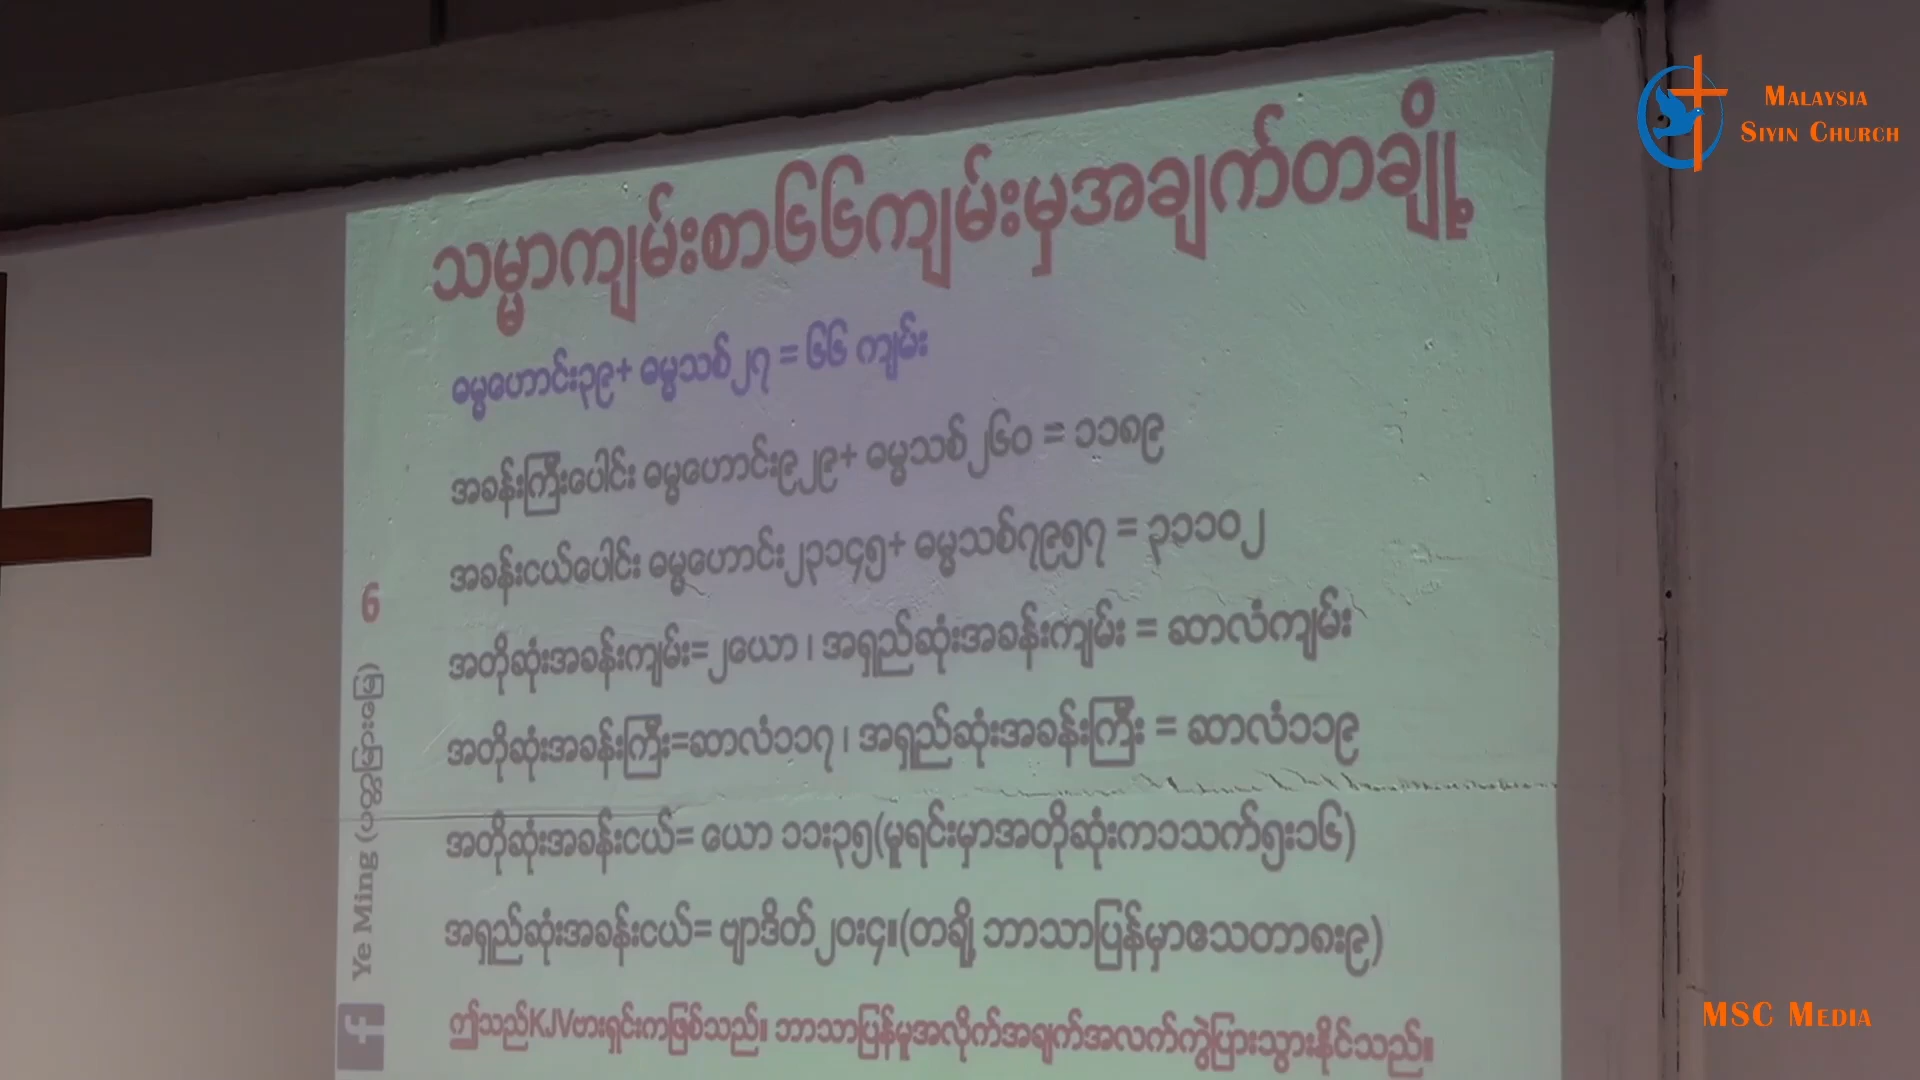 သမ္မာကျမ်းစာ၆၆ကျမ်းမှအချက်တချို့
ဓမ္မဟောင်း၃၉+ ဓမ္မသစ်၂၇ = ၆၆ ကျမ်း
အခန်းကြီးပေါင်း ဓမ္မဟောင်း၉၂၉+ ဓမ္မသစ်၂၆၀ = ၁၁၈၉
အခန်းငယ်ပေါင်း ဓမ္မဟောင်း၂၃၁၄၅+ ဓမ္မသစ်၇၉၅၇ = ၃၁၁၀၂
အတိုဆုံးအခန်းကျမ်း=၂ယော ၊ အရှည်ဆုံးအခန်းကျမ်း = ဆာလံကျမ်း
အတိုဆုံးအခန်းကြီး=ဆာလံ၁၁၇ ၊ အရှည်ဆုံးအခန်းကြီး = ဆာလံ၁၁၉
အတိုဆုံးအခန်းငယ်= ယော ၁၁း၃၅(မူရင်းမှာအတိုဆုံးက၁သက်၅း၁၆)
အရှည်ဆုံးအခန်းငယ်= ဗျာဒိတ်၂၀း၄။(တချို့ ဘာသာပြန်မှာဧသတာ၈း၉)
ဤသည်KJVဗားရှင်းကဖြစ်သည်။ ဘာသာပြန်မှုအလိုက်အချက်အလက်ကွဲပြားသွားနိုင်သည်။
Ye Ming (ပတ္တမြားမြေ) 6
MALAYSIA
SIYIN CHURCH
MSC MEDIA